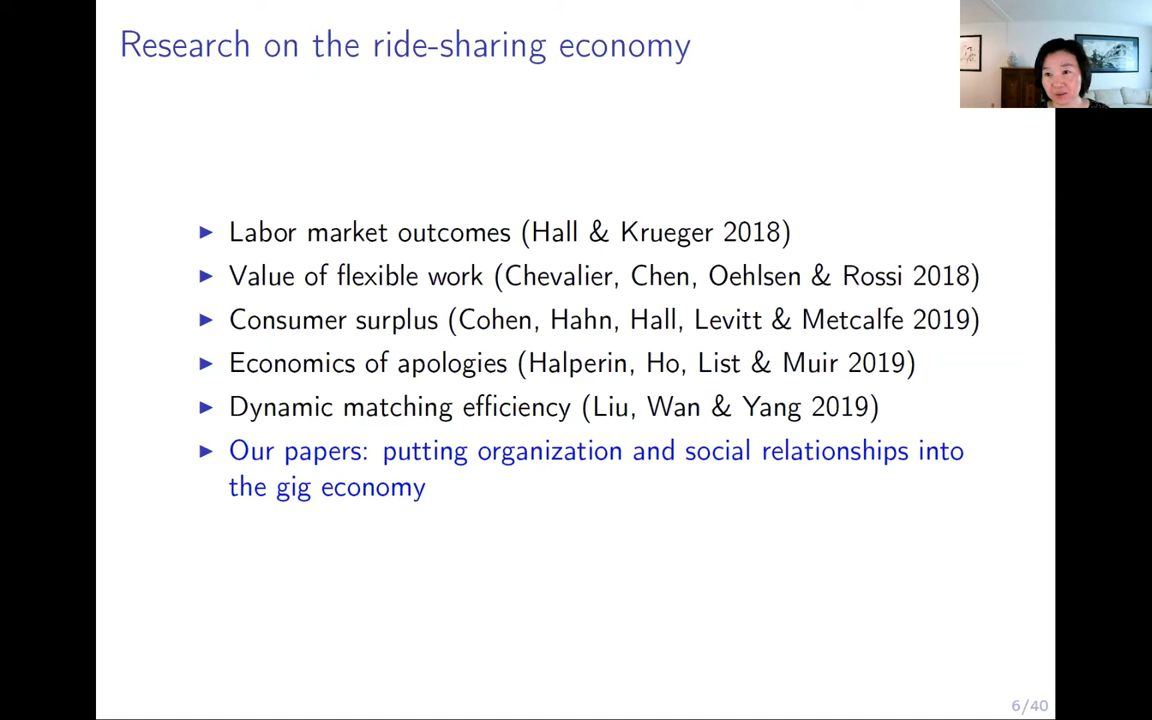 Research on the ride-sharing economy
▶ Labor market outcomes (Hall & Krueger 2018)
▶ Value of flexible work (Chevalier, Chen, Oehlsen & Rossi 2018)
▶ Consumer surplus (Cohen, Hahn, Hall, Levitt & Metcalfe 2019)
▶ Economics of apologies (Halperin, Ho, List & Muir 2019)
▶ Dynamic matching efficiency (Liu, Wan & Yang 2019)
▶ Our papers: putting organization and social relationships into
the gig economy
6/40